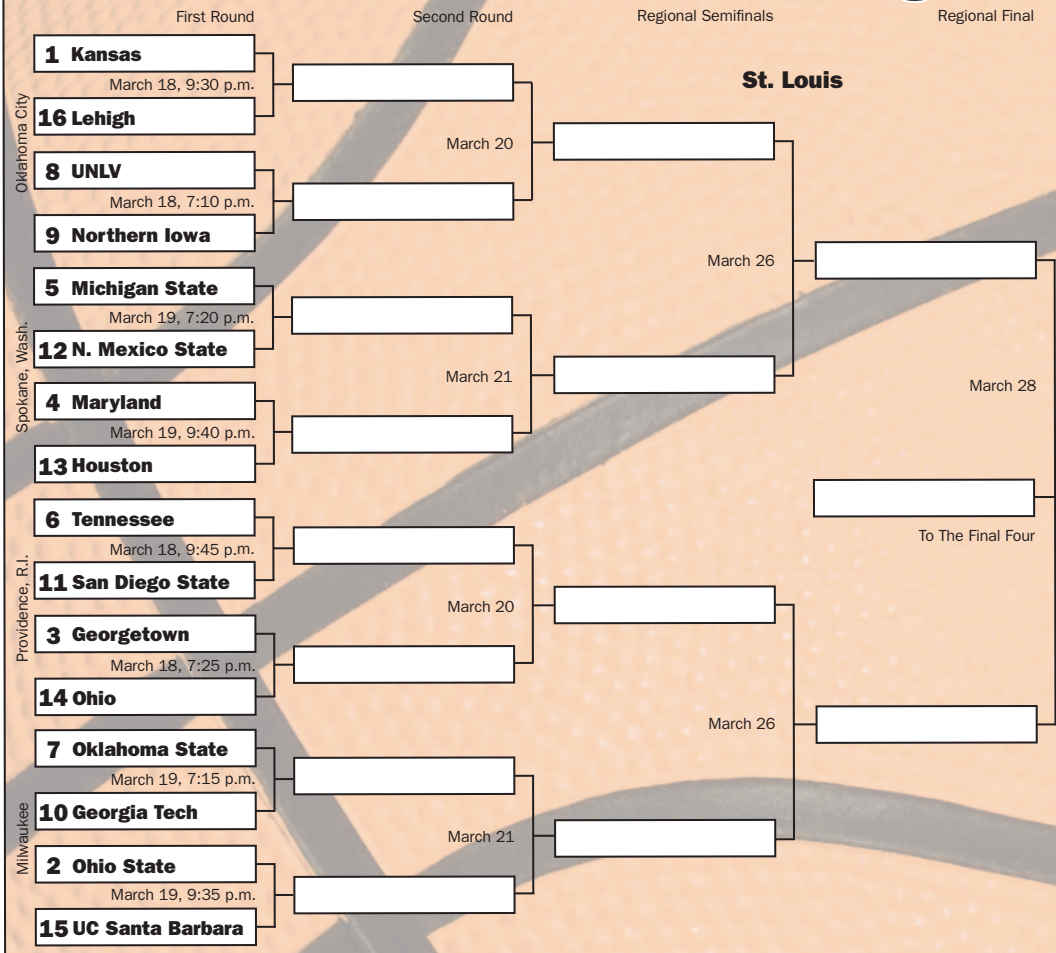 First Round
Second Round
Regional Semifinals
Regional Final
St. Louis
Oklahoma City
1 Kansas
March 18, 9:30 p.m.
16 Lehigh
8 UNLV
March 18, 7:10 p.m.
9 Northern Iowa
March 20
Spokane, Wash.
5 Michigan State
March 19, 7:20 p.m.
12 N. Mexico State
4 Maryland
March 19, 9:40 p.m.
13 Houston
March 21
March 26
Providence, R.I.
6 Tennessee
March 18, 9:45 p.m.
11 San Diego State
3 Georgetown
March 18, 7:25 p.m.
14 Ohio
March 20
Milwaukee
7 Oklahoma State
March 19, 7:15 p.m.
10 Georgia Tech
2 Ohio State
March 19, 9:35 p.m.
15 UC Santa Barbara
March 21
March 26
March 28
To The Final Four